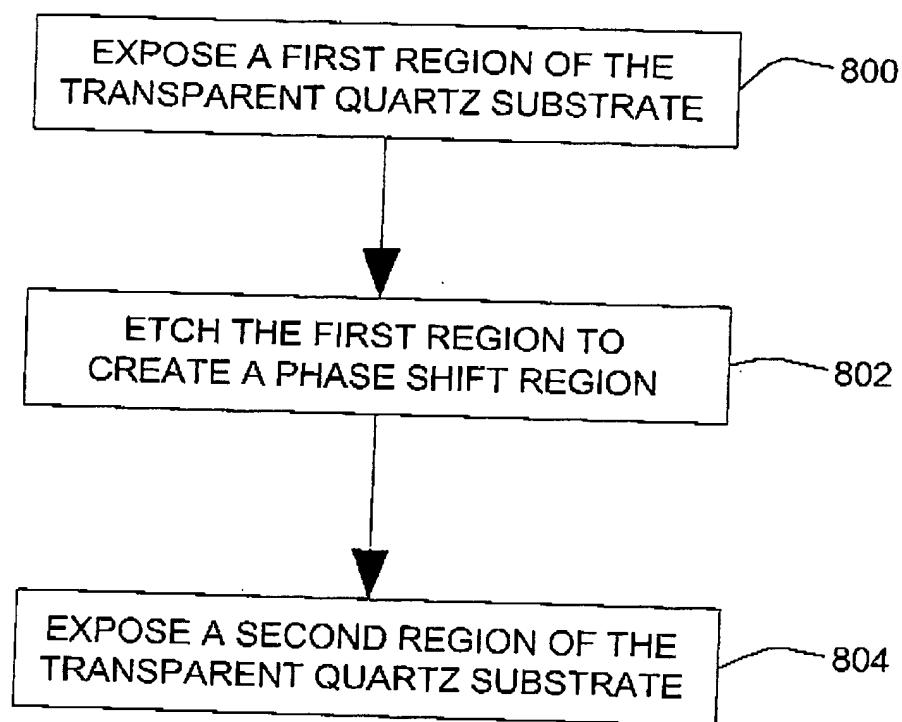 EXPOSE A FIRST REGION OF THE
TRANSPARENT QUARTZ SUBSTRATE
800
ETCH THE FIRST REGION TO
CREATE A PHASE SHIFT REGION
802
EXPOSE A SECOND REGION OF THE
TRANSPARENT QUARTZ SUBSTRATE
804